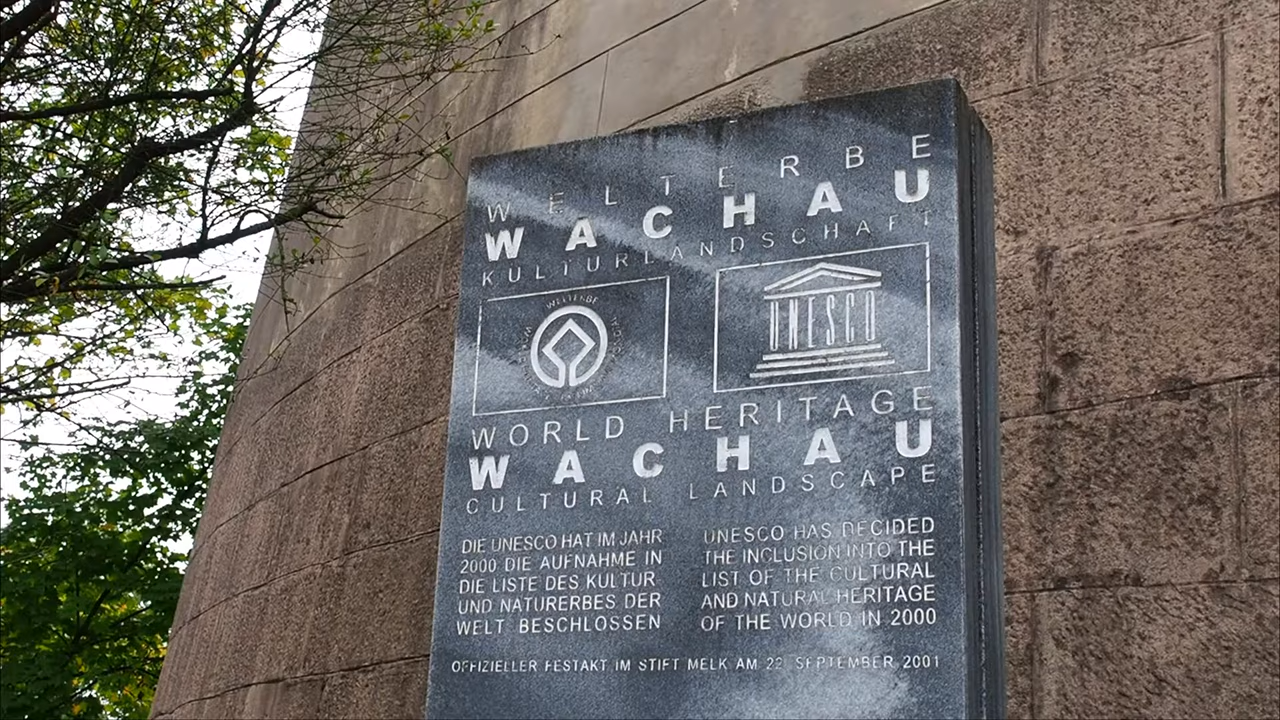 WELTERBE
WACHAU
KULTURLANDSCHAFT
WELTERBE
UNESCO
WORLD HERITAGE
WACHAU
CULTURAL LANDSCAPE
DIE UNESCO HAT IM JAHR
2000 DIE AUFNAHME IN
DIE LISTE DES KULTUR
UND NATURERBES DER
WELT BESCHLOSSEN
UNESCO HAS DECIDED
THE INCLUSION INTO THE
LIST OF THE CULTURAL
AND NATURAL HERITAGE
OF THE WORLD IN 2000
OFFIZIELLER FESTAKT IM STIFT MELK AM 22. SEPTEMBER 2001